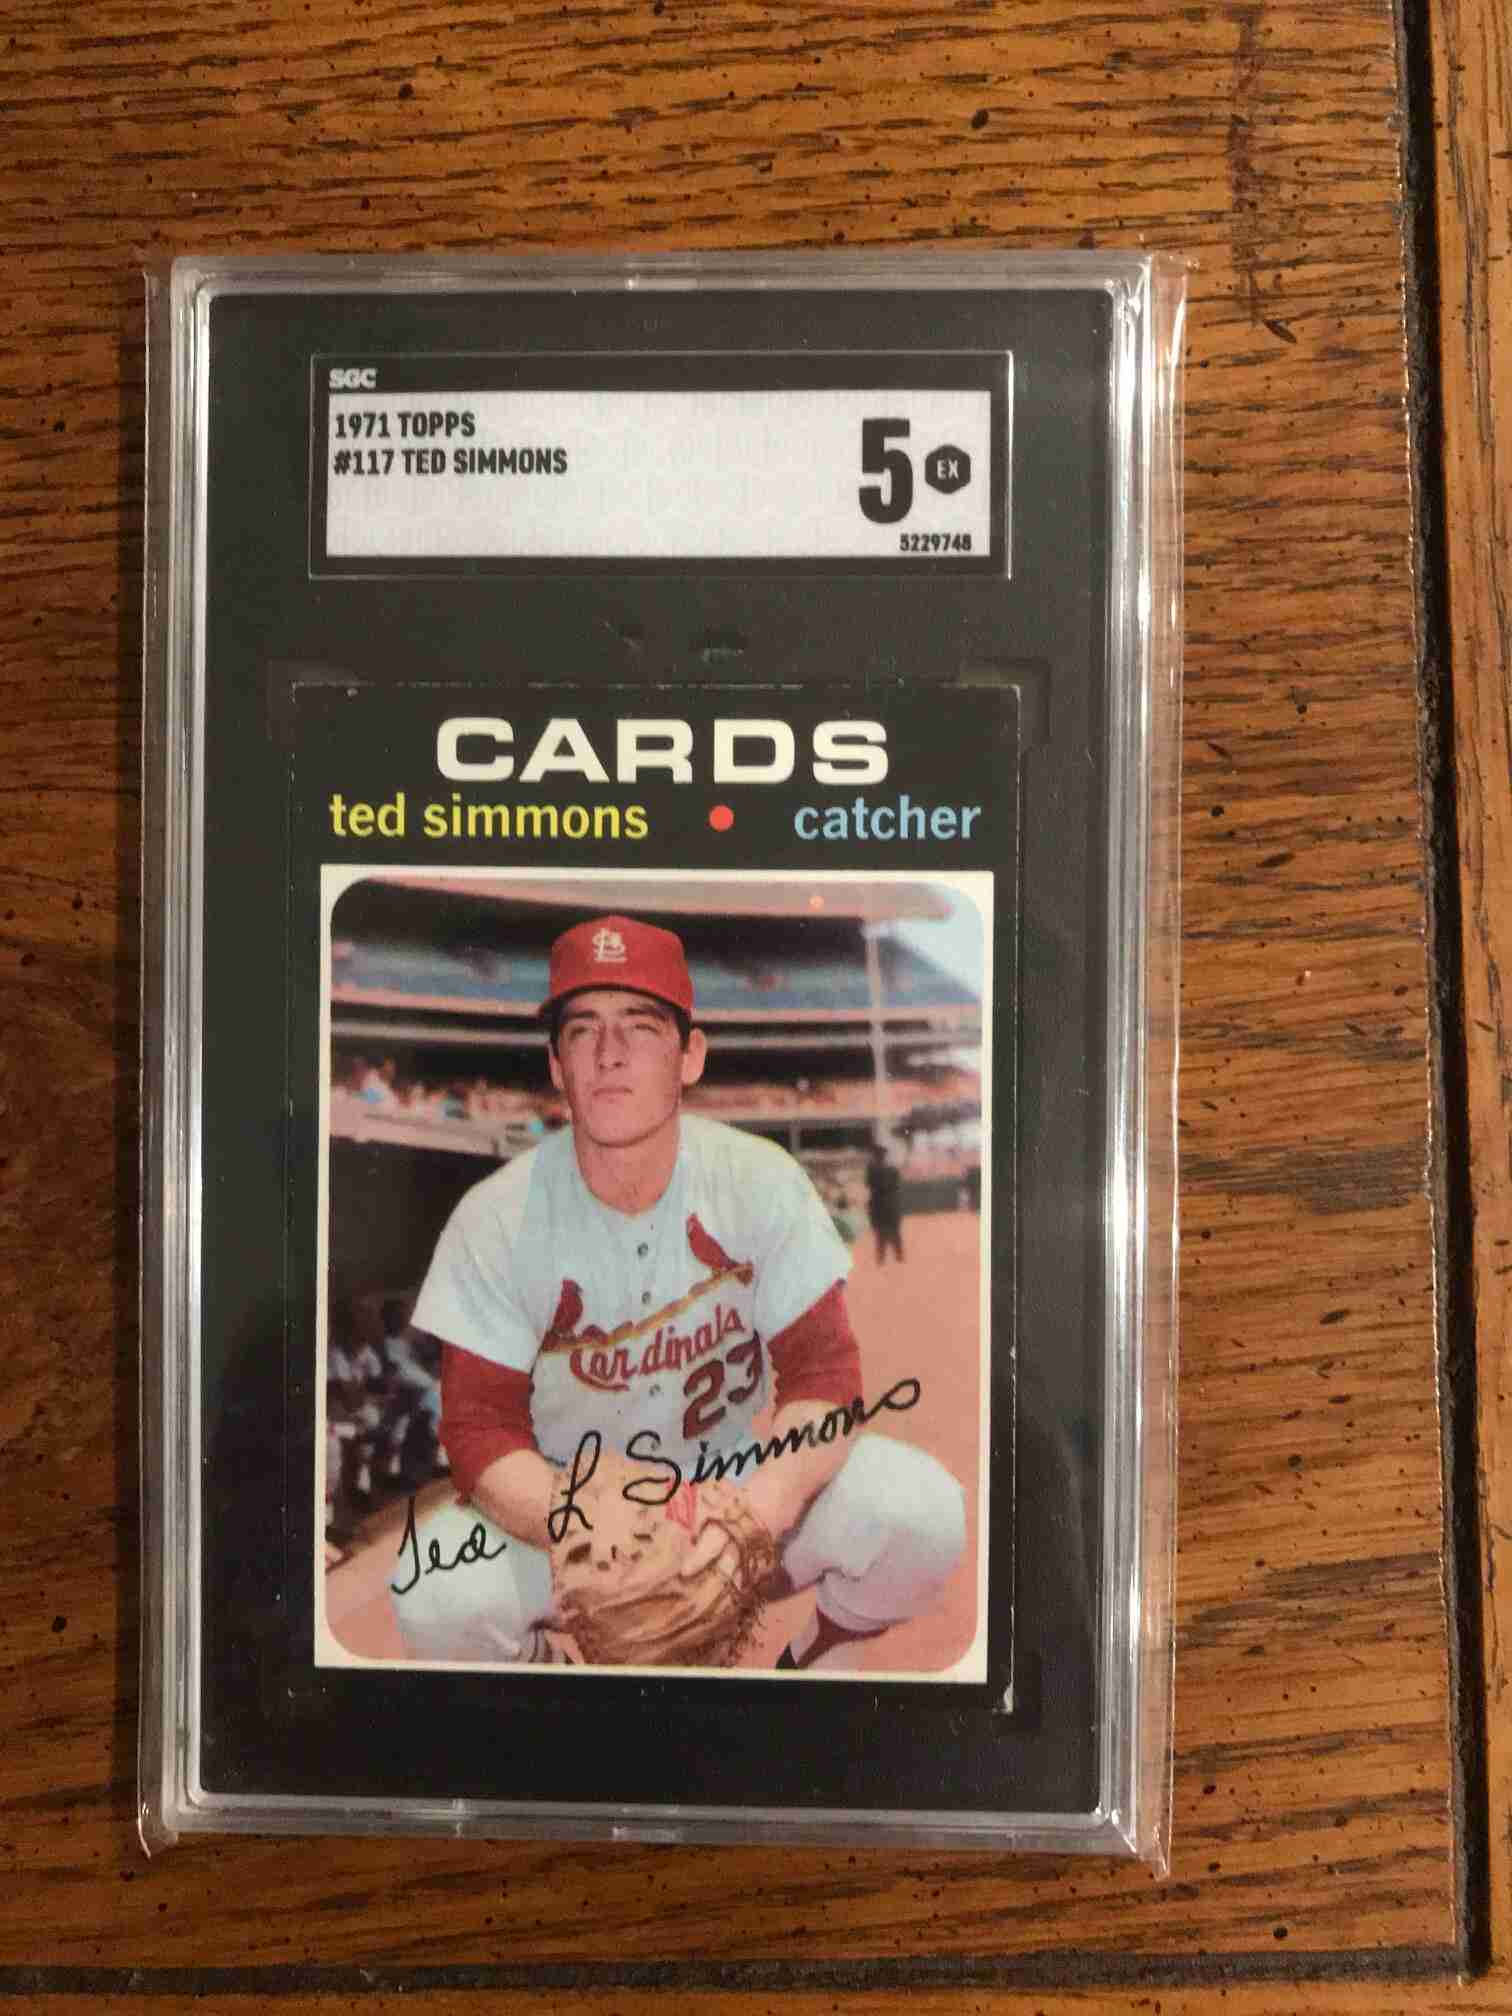 SGC
1971 TOPPS
#117 TED SIMMONS
5 EX
5229748
CARDS
ted simmons • catcher
Cardinals
23
Ted L Simmons